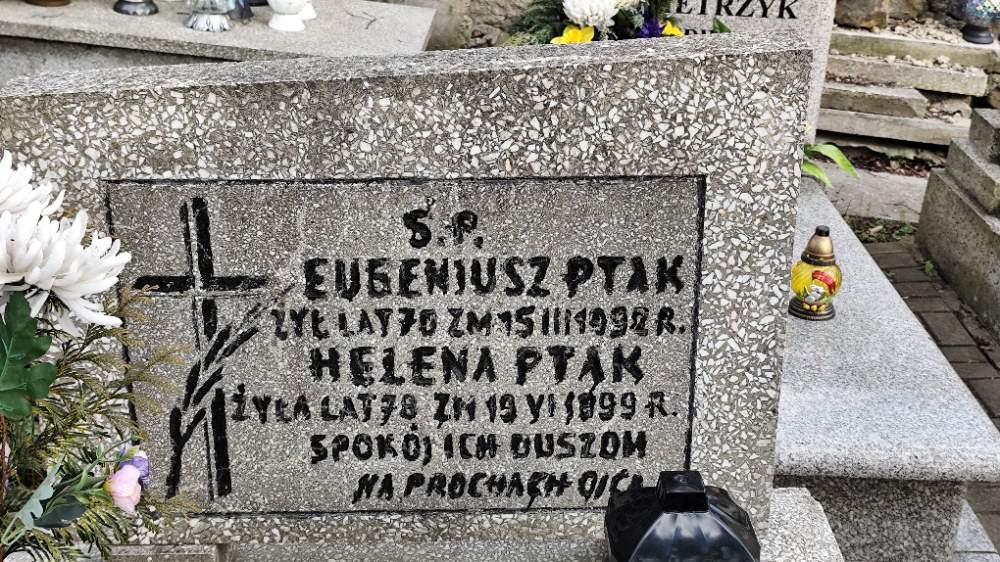 ETRZYK
Ś.P.
EUGENIUSZ PTAK
ŻYŁ LAT 70 ZM 15 III 1992 R.
HELENA PTAK
ŻYŁA LAT 78 ZM 19 VI 1999 R.
SPOKÓJ ICH DUSZOM
NA PROCHACH OJCA